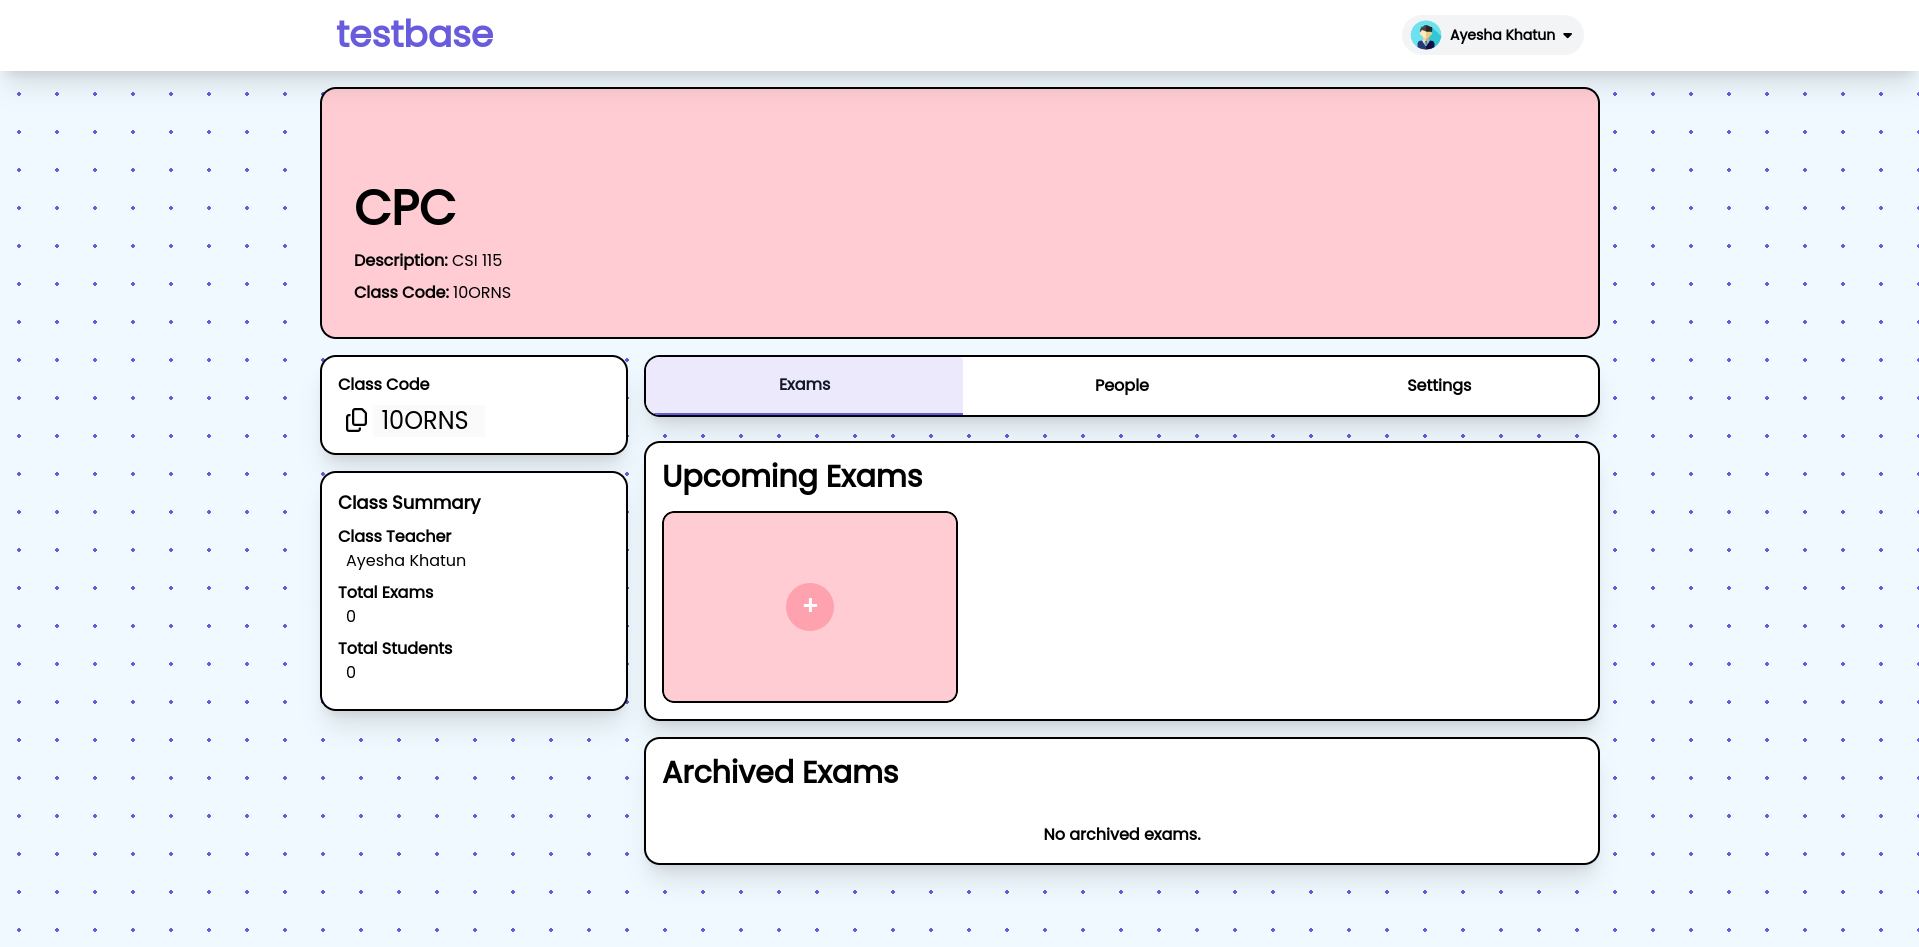 testbase
Ayesha Khatun
CPC
Description: CSI 115
Class Code: 10ORNS
Class Code
10ORNS
Class Summary
Class Teacher
Ayesha Khatun
Total Exams
0
Total Students
0
Exams
People
Settings
Upcoming Exams
+
Archived Exams
No archived exams.